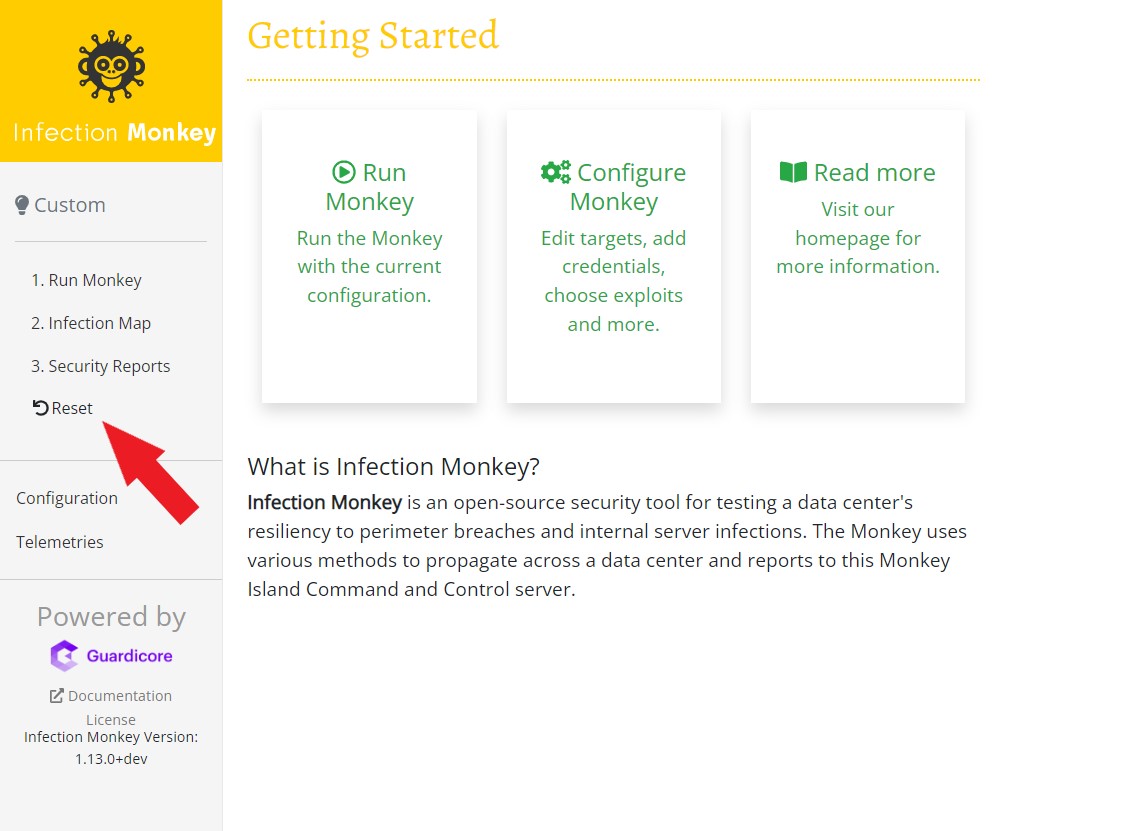 Infection Monkey
Custom
1. Run Monkey
2. Infection Map
3. Security Reports
Reset
Configuration
Telemetries
Powered by
Guardicore
Documentation
License
Infection Monkey Version:
1.13.0+dev
Getting Started
Run
Monkey
Run the Monkey
with the current
configuration.
Configure
Monkey
Edit targets, add
credentials,
choose exploits
and more.
Read more
Visit our
homepage for
more information.
What is Infection Monkey?
Infection Monkey is an open-source security tool for testing a data center's
resiliency to perimeter breaches and internal server infections. The Monkey uses
various methods to propagate across a data center and reports to this Monkey
Island Command and Control server.